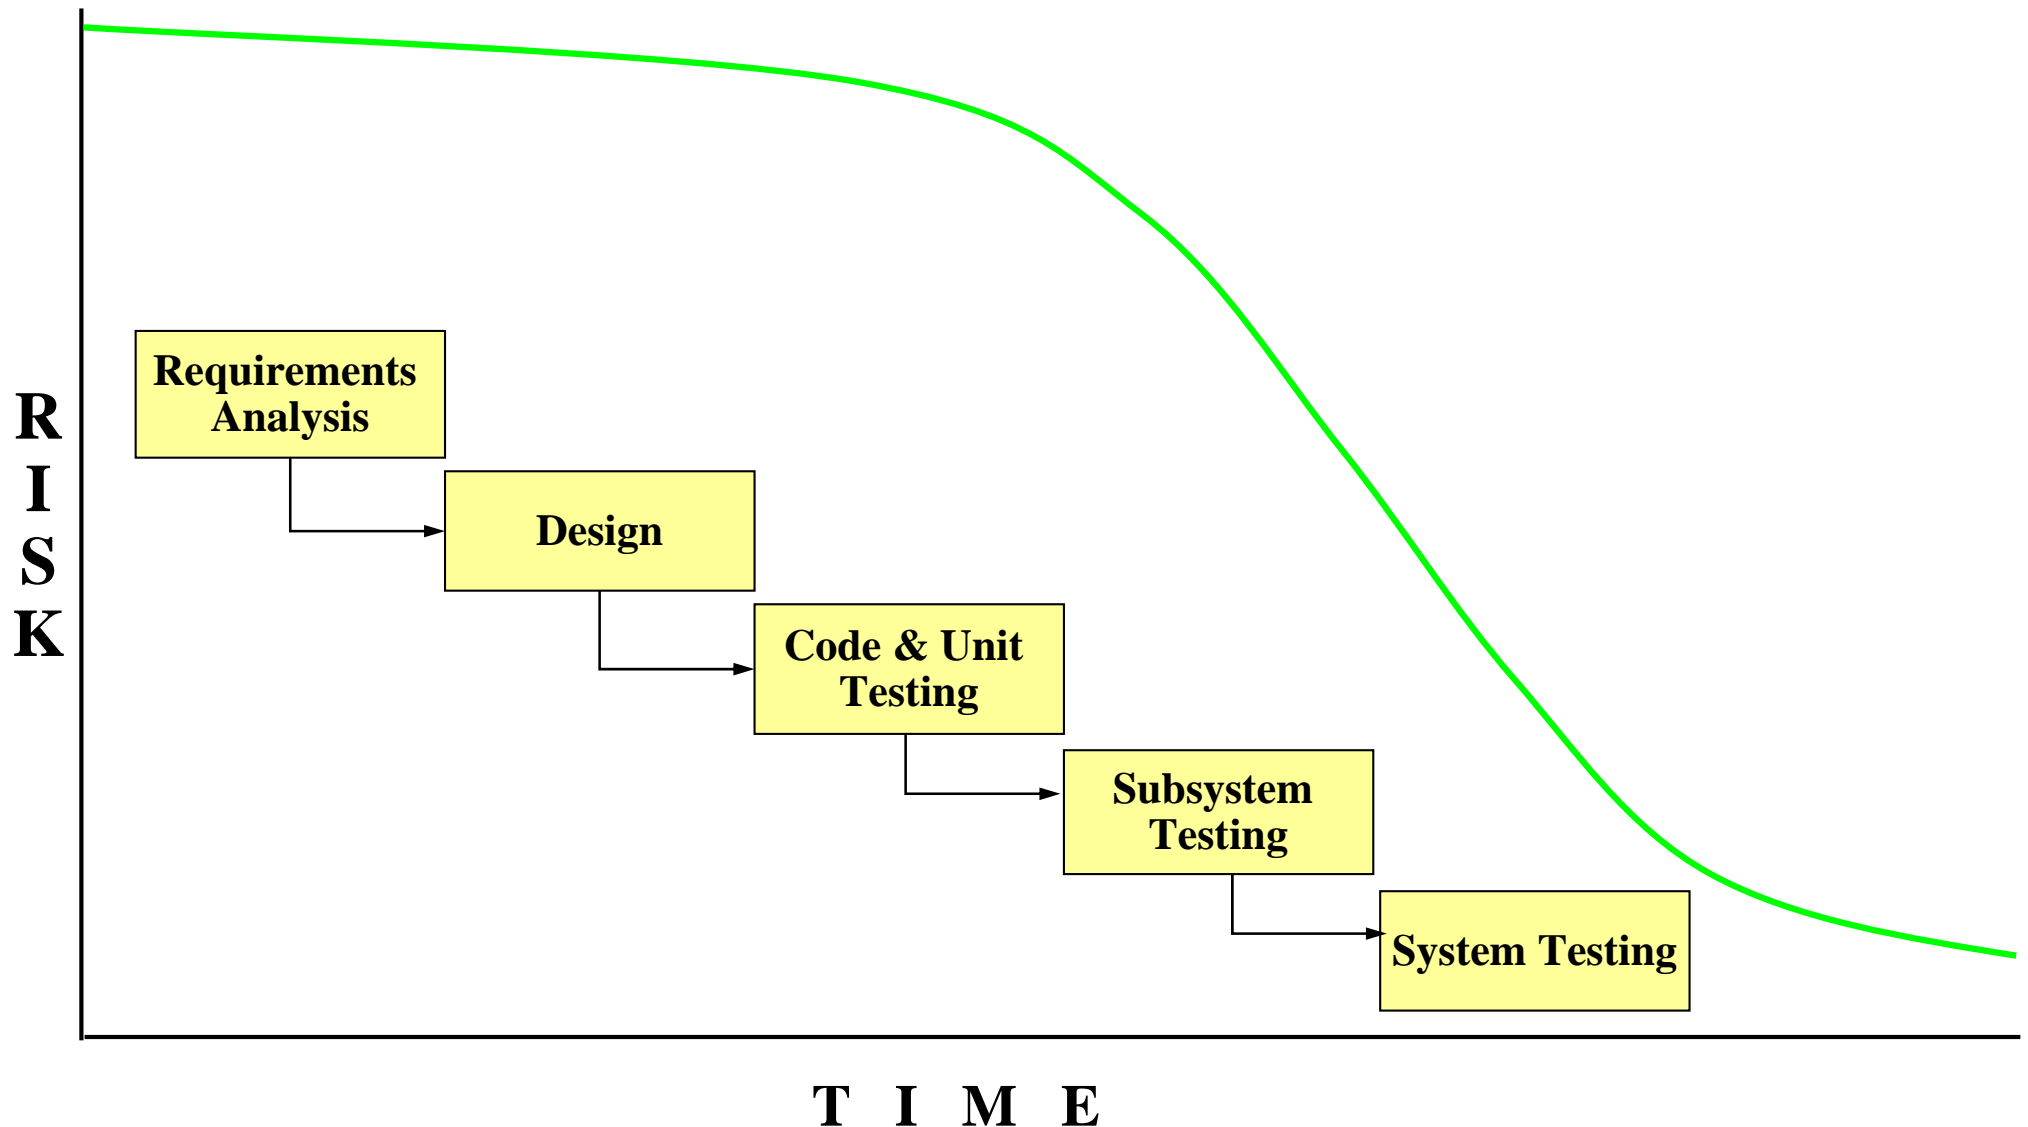 Requirements
Analysis
R
I
S
K
Design
Code & Unit
Testing
Subsystem
Testing
System Testing
T I M E